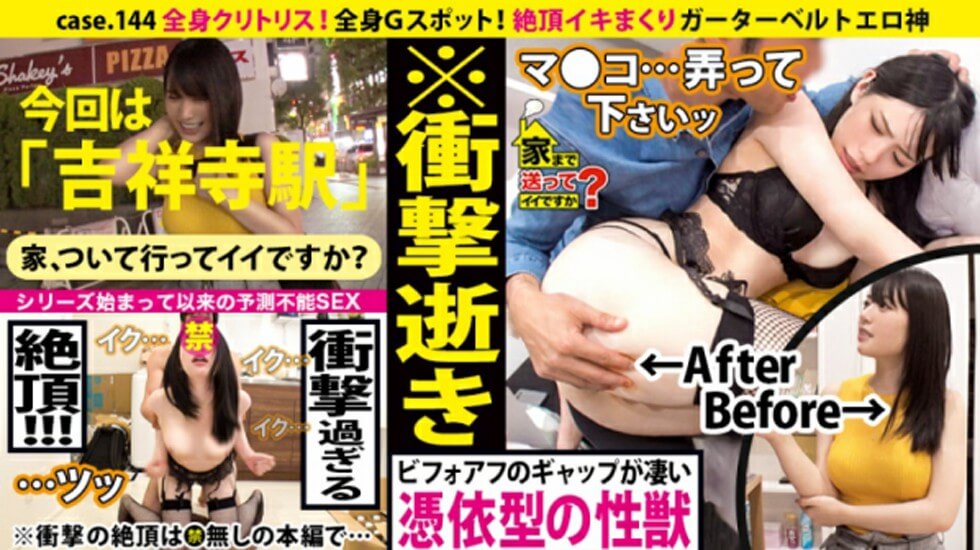 case.144 全身クリトリス！全身Gスポット！絶頂イキまくりガーターベルトエロ神
Shakey's
PIZZA
今回は
「吉祥寺駅」
家、ついて行ってイイですか？
シリーズ始まって以来の予測不能SEX
絶頂!!!
イク…
禁
イク…
イク…
衝撃過ぎる
…ツッ
※衝撃の絶頂は禁無しの本編で…
※衝撃逝き
マ●コ…弄って
下さいッ
家まで
送って
イイですか
?
←After
Before→
ビフォアフのギャップが凄い
憑依型の性獣